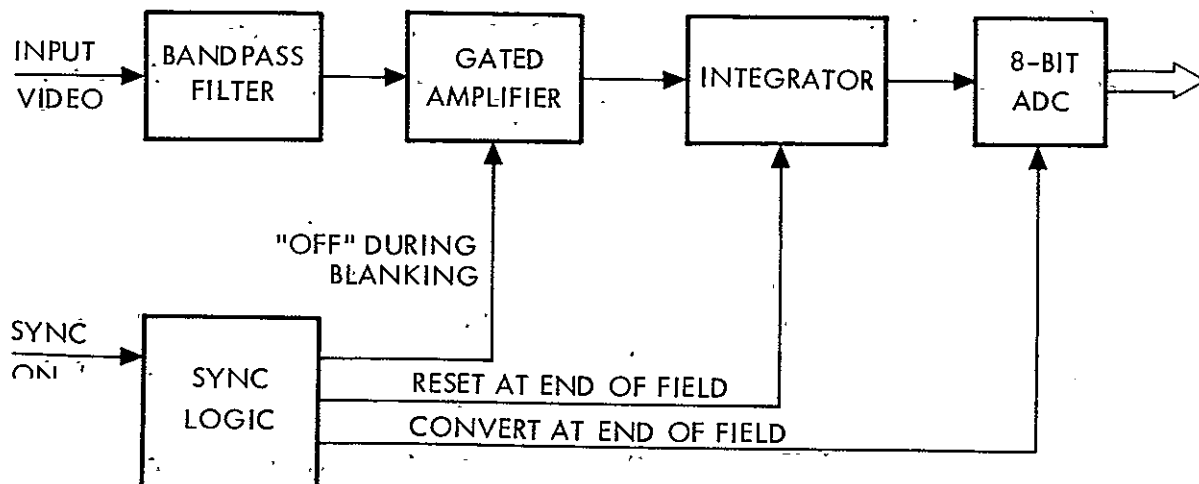 INPUT
VIDEO
BANDPASS
FILTER
GATED
AMPLIFIER
INTEGRATOR
8-BIT
ADC
"OFF" DURING
BLANKING
SYNC
ON
SYNC
LOGIC
RESET AT END OF FIELD
CONVERT AT END OF FIELD